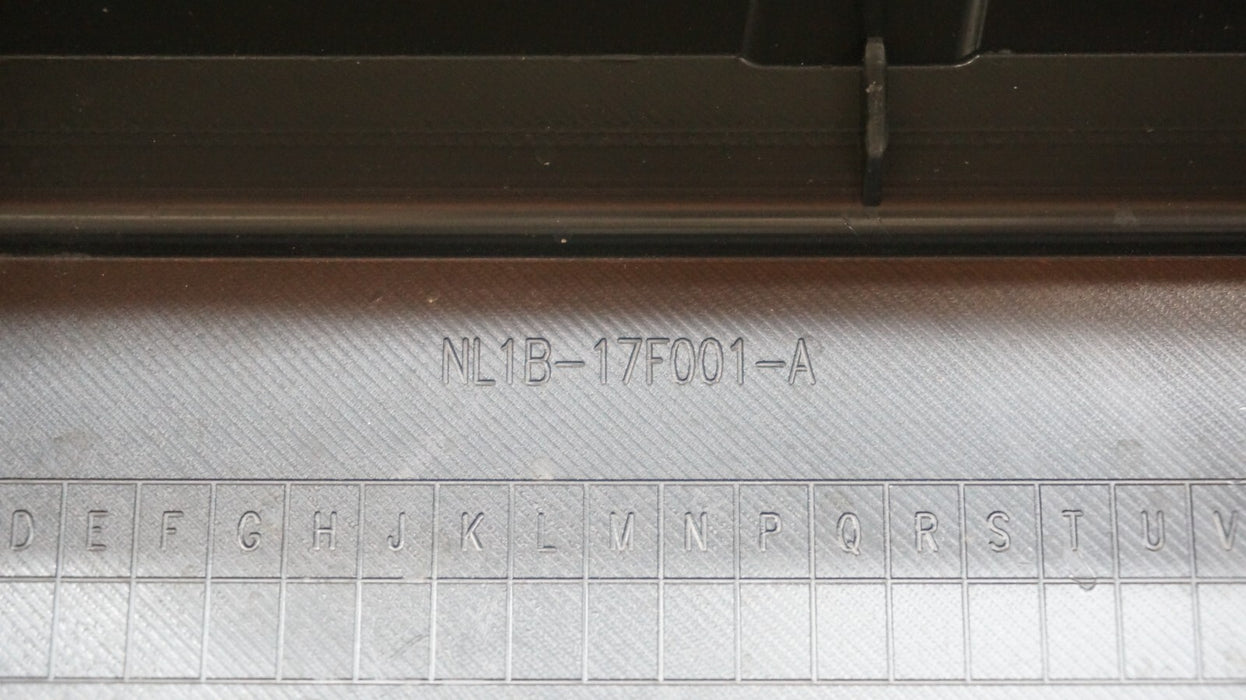 NL1B-17F001-A
D E F G H J K L M N P Q R S T U V